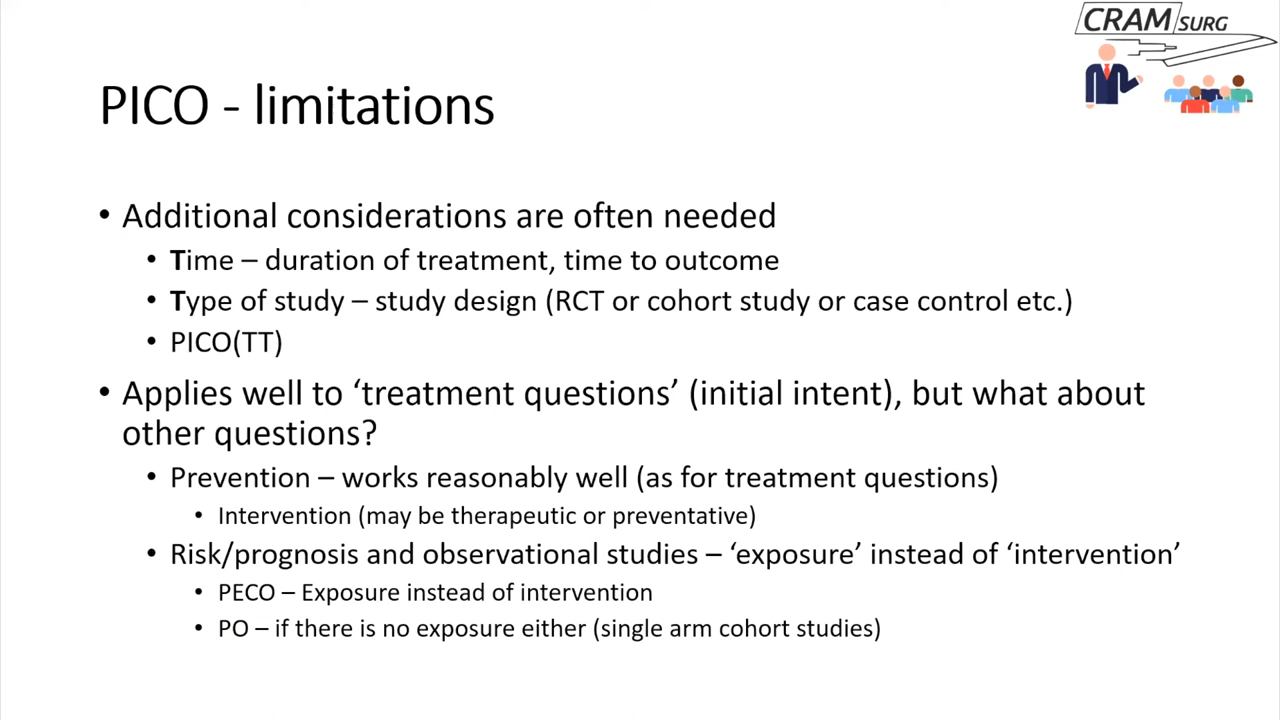 CRAM SURG
PICO - limitations
• Additional considerations are often needed
• Time – duration of treatment, time to outcome
• Type of study – study design (RCT or cohort study or case control etc.)
• PICO(TT)
• Applies well to ‘treatment questions’ (initial intent), but what about
other questions?
• Prevention – works reasonably well (as for treatment questions)
• Intervention (may be therapeutic or preventative)
• Risk/prognosis and observational studies – ‘exposure’ instead of ‘intervention’
• PECO – Exposure instead of intervention
• PO – if there is no exposure either (single arm cohort studies)